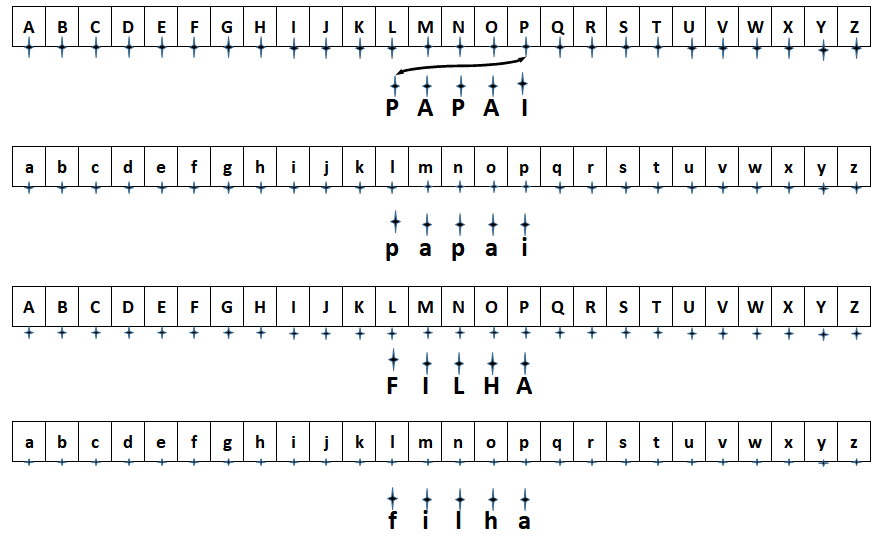 A B C D E F G H I J K L M N O P Q R S T U V W X Y Z
P A P A I
a b c d e f g h i j k l m n o p q r s t u v w x y z
p a p a i
A B C D E F G H I J K L M N O P Q R S T U V W X Y Z
F I L H A
a b c d e f g h i j k l m n o p q r s t u v w x y z
f i l h a